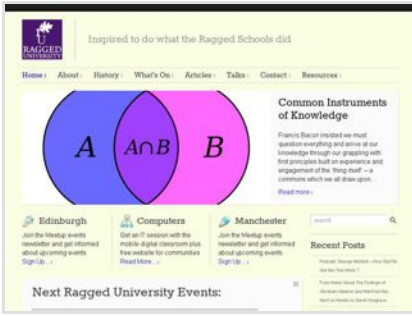 RAGGED
UNIVERSITY
Inspired to do what the Ragged Schools did
Home› About› History› What's On› Articles› Talks› Contact› Resources›
A
A∩B
B
Common Instruments
of Knowledge
Francis Bacon insisted we must
question everything and arrive at our
knowledge through our grappling with
first principles built on experience and
engagement of the 'thing itself' – a
commons which we all draw upon...
Read more›
Edinburgh
Join the Meetup events
newsletter and get informed
about upcoming events
Sign Up...›
Computers
Get an IT session with the
mobile digital classroom plus
free website for communities
Read More...›
Manchester
Join the Meetup events
newsletter and get informed
about upcoming events
Sign Up...›
search
Recent Posts
Next Ragged University Events: